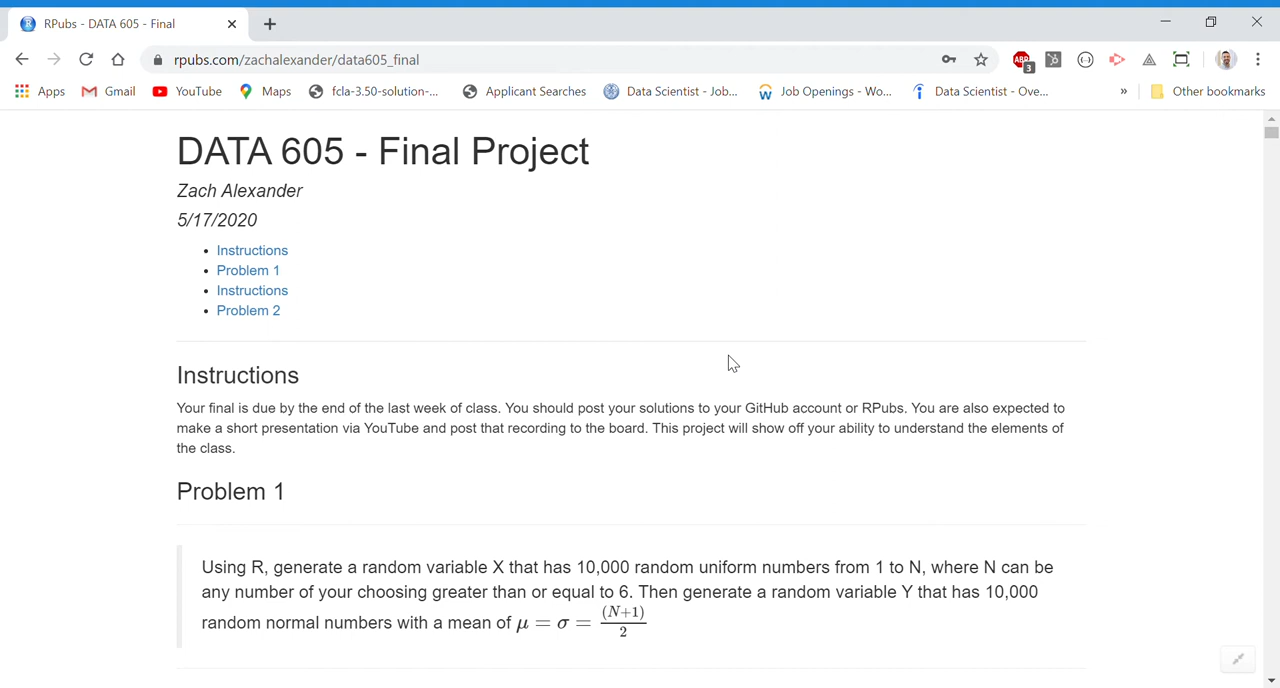 RPubs - DATA 605 - Final
rpubs.com/zachalexander/data605_final
ABP
3
Apps
Gmail
YouTube
Maps
fcla-3.50-solution-...
Applicant Searches
Data Scientist - Job...
Job Openings - Wo...
Data Scientist - Ove...
»
Other bookmarks
DATA 605 - Final Project
Zach Alexander
5/17/2020
Instructions
Problem 1
Instructions
Problem 2
Instructions
Your final is due by the end of the last week of class. You should post your solutions to your GitHub account or RPubs. You are also expected to
make a short presentation via YouTube and post that recording to the board. This project will show off your ability to understand the elements of
the class.
Problem 1
Using R, generate a random variable X that has 10,000 random uniform numbers from 1 to N, where N can be
any number of your choosing greater than or equal to 6. Then generate a random variable Y that has 10,000
random normal numbers with a mean of μ = σ = (N+1)/2